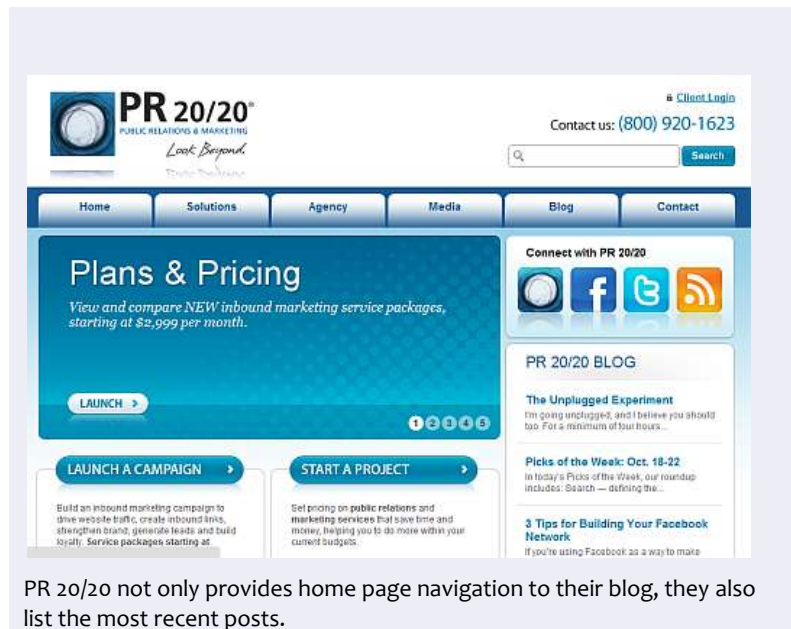 PR 20/20®
PUBLIC RELATIONS & MARKETING
Look Beyond.
Client Login
Contact us: (800) 920-1623
Search
Home Solutions Agency Media Blog Contact
Plans & Pricing
View and compare NEW inbound marketing service packages,
starting at $2,999 per month.
LAUNCH >
1 2 3 4 5
LAUNCH A CAMPAIGN >
Build an inbound marketing campaign to
drive website traffic, create inbound links,
strengthen brand, generate leads and build
loyalty. Service packages starting at
START A PROJECT >
Set pricing on public relations and
marketing services that save time and
money, helping you to do more within your
current budgets.
Connect with PR 20/20
PR 20/20 BLOG
The Unplugged Experiment
I'm going unplugged, and I believe you should
too. For a minimum of four hours...
Picks of the Week: Oct. 18-22
In today's Picks of the Week, our roundup
includes: Search — defining the...
3 Tips for Building Your Facebook
Network
If you're using Facebook as a way to make
PR 20/20 not only provides home page navigation to their blog, they also
list the most recent posts.